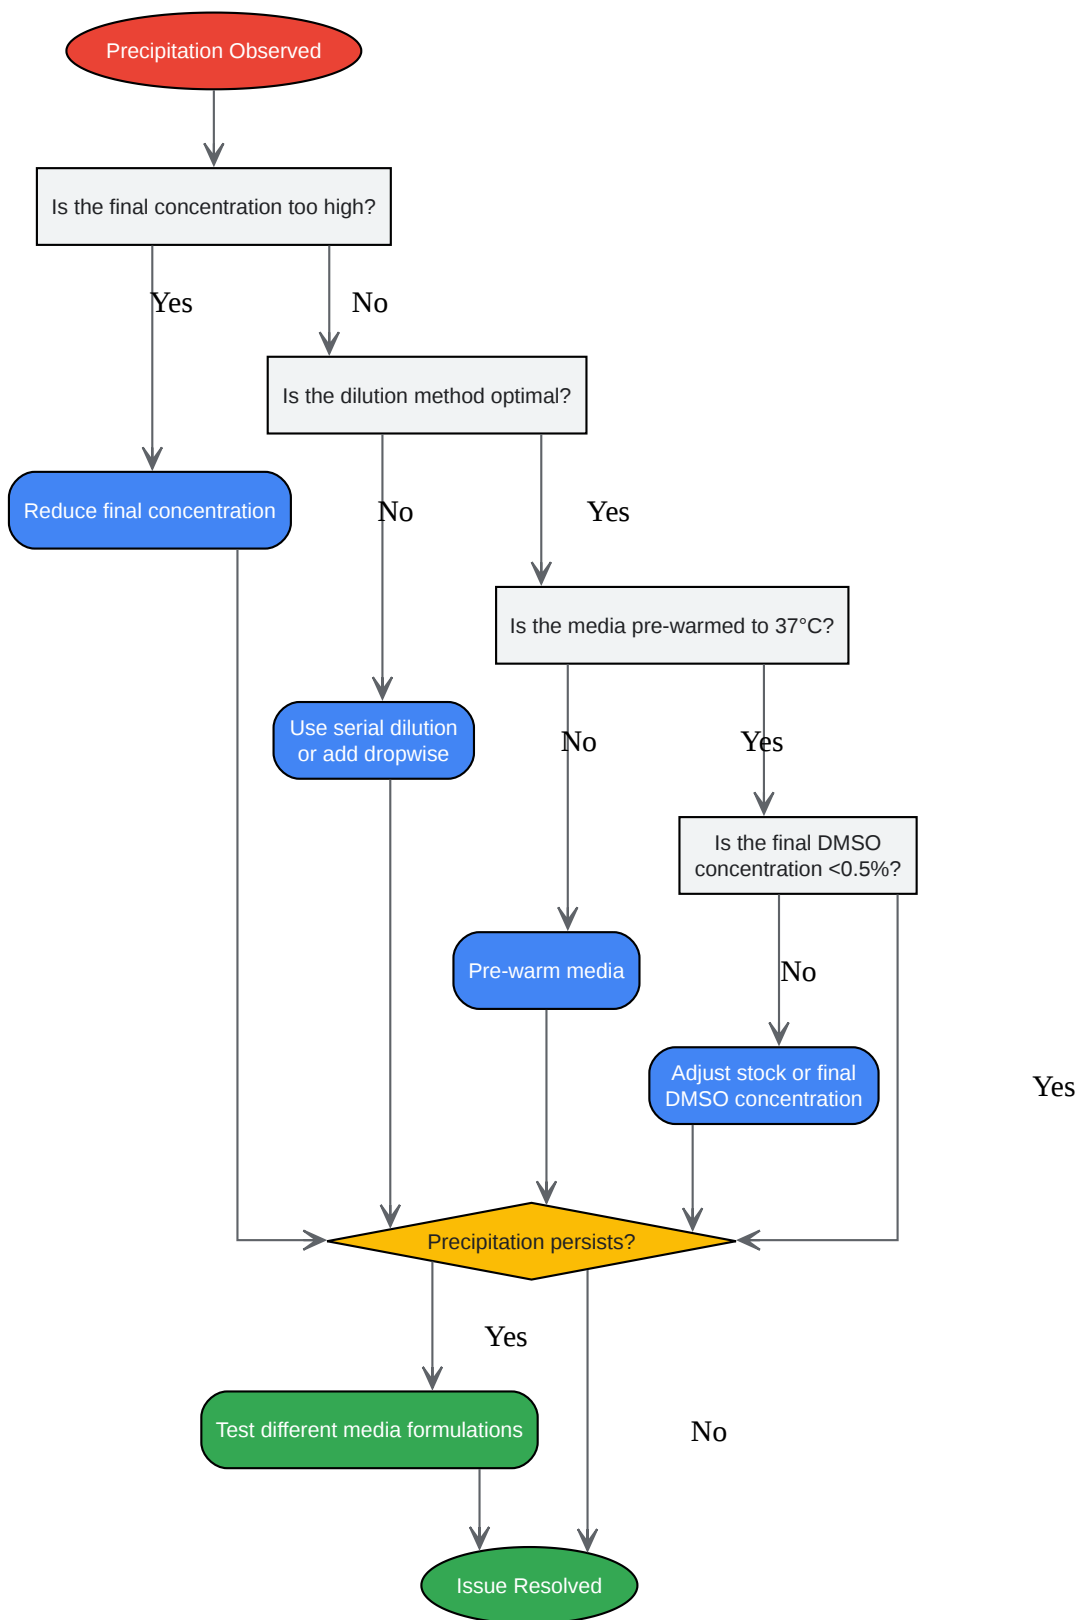 Precipitation Observed
Is the final concentration too high?
Yes
No
Is the dilution method optimal?
Reduce final concentration
No
Yes
Is the media pre-warmed to 37°C?
Use serial dilution
or add dropwise
No
Yes
Is the final DMSO
concentration <0.5%?
Pre-warm media
No
Adjust stock or final
DMSO concentration
Yes
Precipitation persists?
Yes
Test different media formulations
No
Issue Resolved